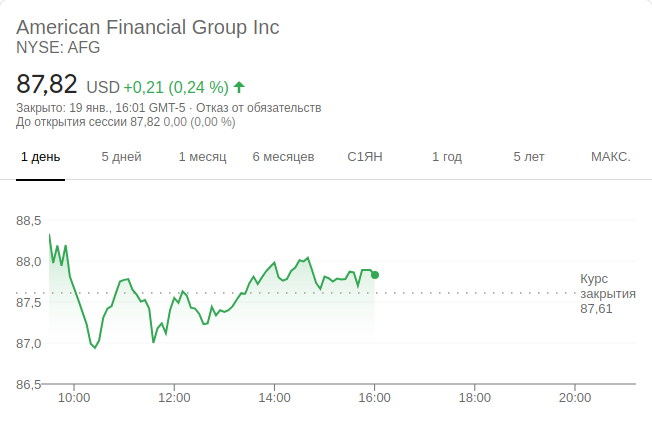 American Financial Group Inc
NYSE: AFG
87,82 USD +0,21 (0,24 %)
Закрыто: 19 янв., 16:01 GMT-5 · Отказ от обязательств
До открытия сессии 87,82 0,00 (0,00 %)
1 день 5 дней 1 месяц 6 месяцев С1ЯН 1 год 5 лет МАКС.
88,5
88,0
Курс
закрытия
87,61
87,5
87,0
86,5
10:00 12:00 14:00 16:00 18:00 20:00